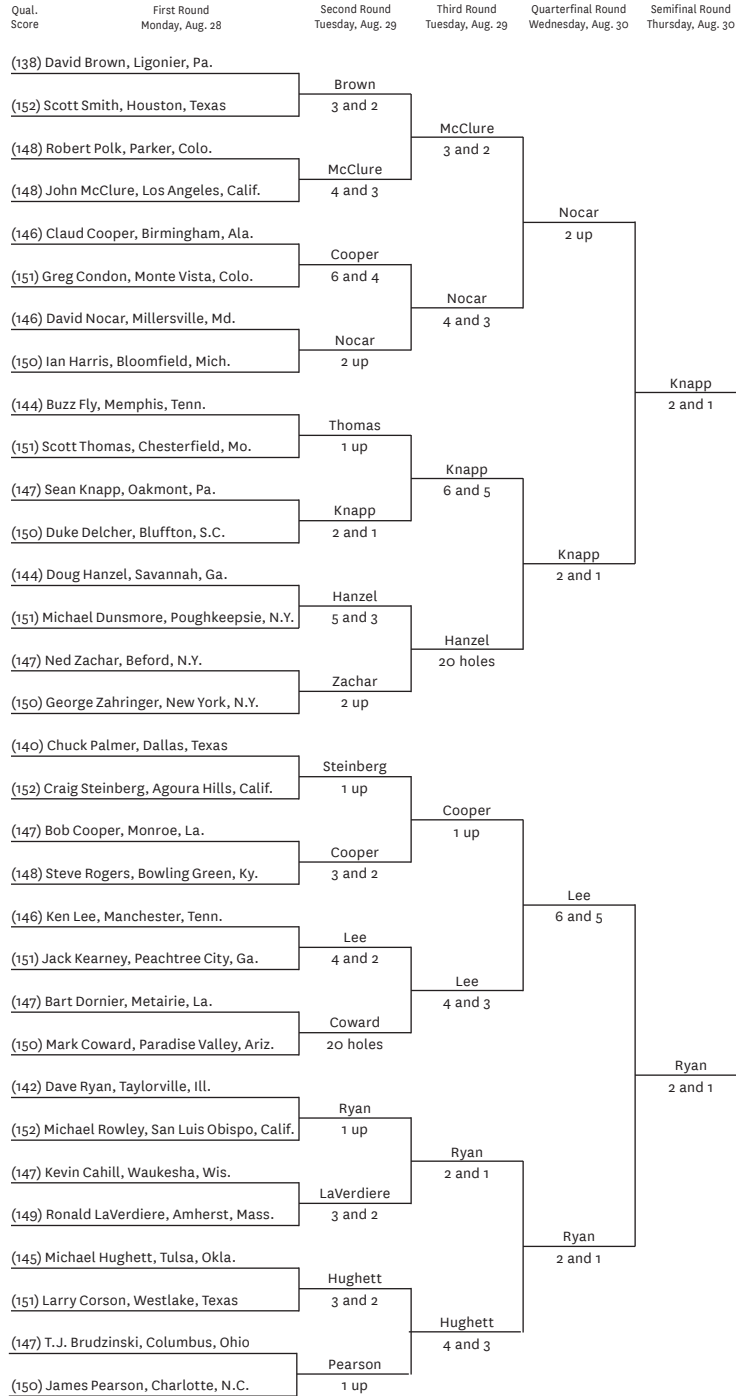 Qual.
Score
First Round
Monday, Aug. 28
Second Round
Tuesday, Aug. 29
Third Round
Tuesday, Aug. 29
Quarterfinal Round
Wednesday, Aug. 30
Semifinal Round
Thursday, Aug. 30
(138) David Brown, Ligonier, Pa.
(152) Scott Smith, Houston, Texas
(148) Robert Polk, Parker, Colo.
(148) John McClure, Los Angeles, Calif.
(146) Claud Cooper, Birmingham, Ala.
(151) Greg Condon, Monte Vista, Colo.
(146) David Nocar, Millersville, Md.
(150) Ian Harris, Bloomfield, Mich.
(144) Buzz Fly, Memphis, Tenn.
(151) Scott Thomas, Chesterfield, Mo.
(147) Sean Knapp, Oakmont, Pa.
(150) Duke Delcher, Bluffton, S.C.
(144) Doug Hanzel, Savannah, Ga.
(151) Michael Dunsmore, Poughkeepsie, N.Y.
(147) Ned Zachar, Beford, N.Y.
(150) George Zahringer, New York, N.Y.
(140) Chuck Palmer, Dallas, Texas
(152) Craig Steinberg, Agoura Hills, Calif.
(147) Bob Cooper, Monroe, La.
(148) Steve Rogers, Bowling Green, Ky.
(146) Ken Lee, Manchester, Tenn.
(151) Jack Kearney, Peachtree City, Ga.
(147) Bart Dornier, Metairie, La.
(150) Mark Coward, Paradise Valley, Ariz.
(142) Dave Ryan, Taylorville, Ill.
(152) Michael Rowley, San Luis Obispo, Calif.
(147) Kevin Cahill, Waukesha, Wis.
(149) Ronald LaVerdiere, Amherst, Mass.
(145) Michael Hughett, Tulsa, Okla.
(151) Larry Corson, Westlake, Texas
(147) T.J. Brudzinski, Columbus, Ohio
(150) James Pearson, Charlotte, N.C.
Brown
3 and 2
McClure
4 and 3
Cooper
6 and 4
Nocar
2 up
Thomas
1 up
Knapp
2 and 1
Hanzel
5 and 3
Zachar
2 up
Steinberg
1 up
Cooper
3 and 2
Lee
4 and 2
Coward
20 holes
Ryan
1 up
LaVerdiere
3 and 2
Hughett
3 and 2
Pearson
1 up
McClure
3 and 2
Nocar
4 and 3
Knapp
6 and 5
Hanzel
20 holes
Cooper
1 up
Lee
4 and 3
Ryan
2 and 1
Hughett
4 and 3
Nocar
2 up
Knapp
2 and 1
Lee
6 and 5
Ryan
2 and 1
Knapp
2 and 1
Ryan
2 and 1